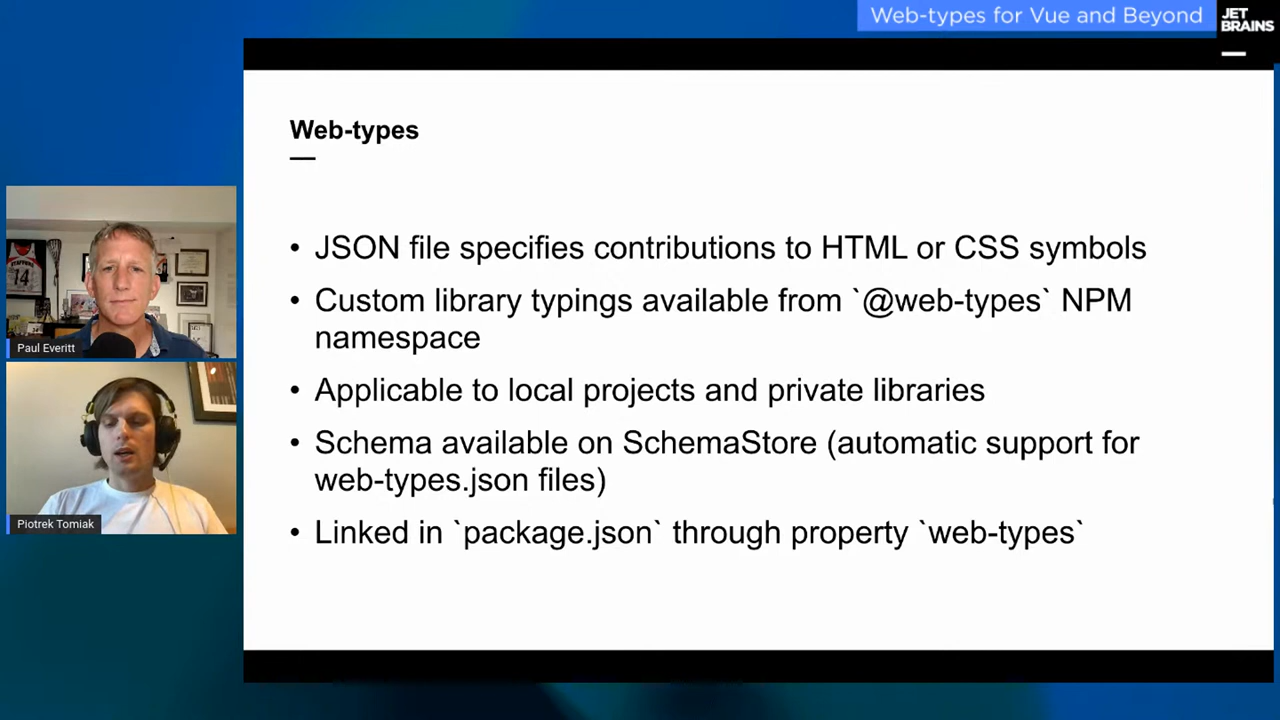 Web-types for Vue and Beyond
JET
BRAINS
Web-types
• JSON file specifies contributions to HTML or CSS symbols
• Custom library typings available from `@web-types` NPM
namespace
• Applicable to local projects and private libraries
• Schema available on SchemaStore (automatic support for
web-types.json files)
• Linked in `package.json` through property `web-types`
14
Paul Everitt
Piotrek Tomiak